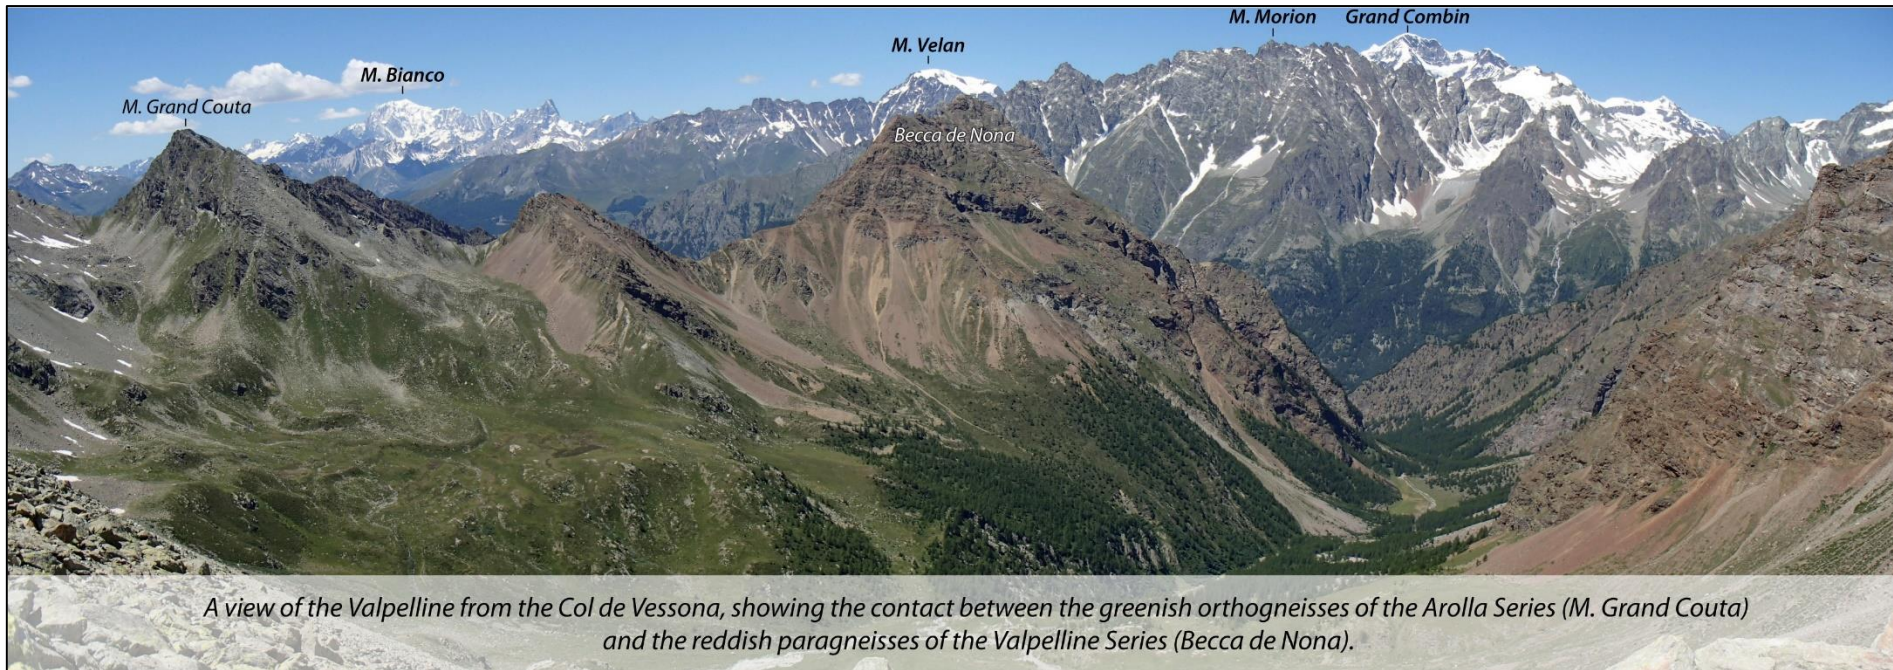 M. Morion
Grand Combin
M. Velan
M. Bianco
M. Grand Couta
Becca de Nona
A view of the Valpelline from the Col de Vessona, showing the contact between the greenish orthogneisses of the Arolla Series (M. Grand Couta)
and the reddish paragneisses of the Valpelline Series (Becca de Nona).